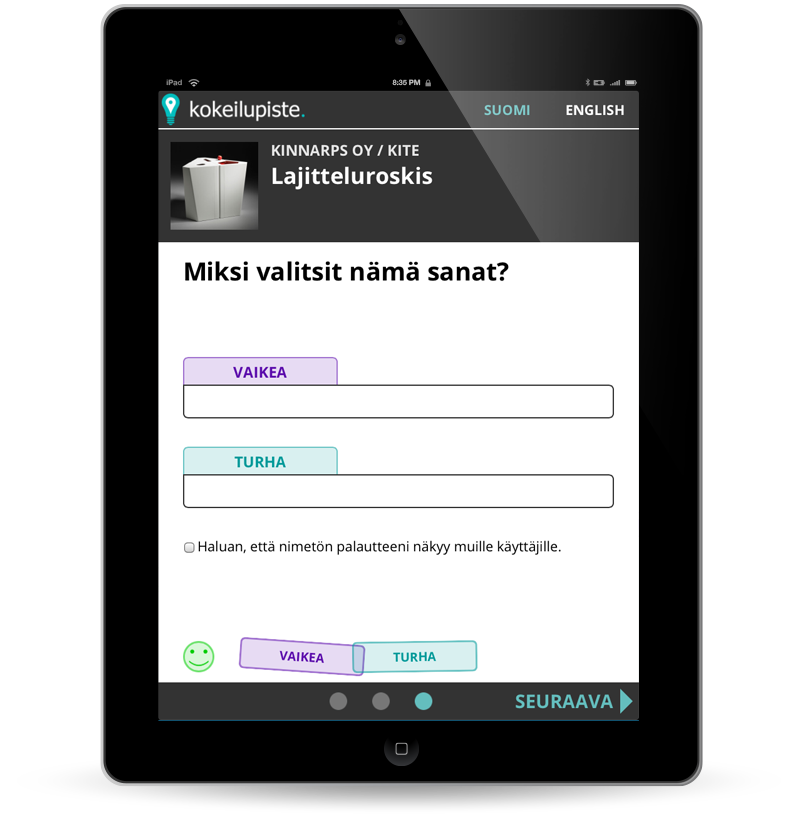 iPad 8:35 PM
kokeilupiste. SUOMI ENGLISH
KINNARPS OY / KITE
Lajitteluroskis
Miksi valitsit nämä sanat?
VAIKEA
TURHA
Haluan, että nimetön palautteeni näkyy muille käyttäjille.
VAIKEA TURHA
SEURAAVA